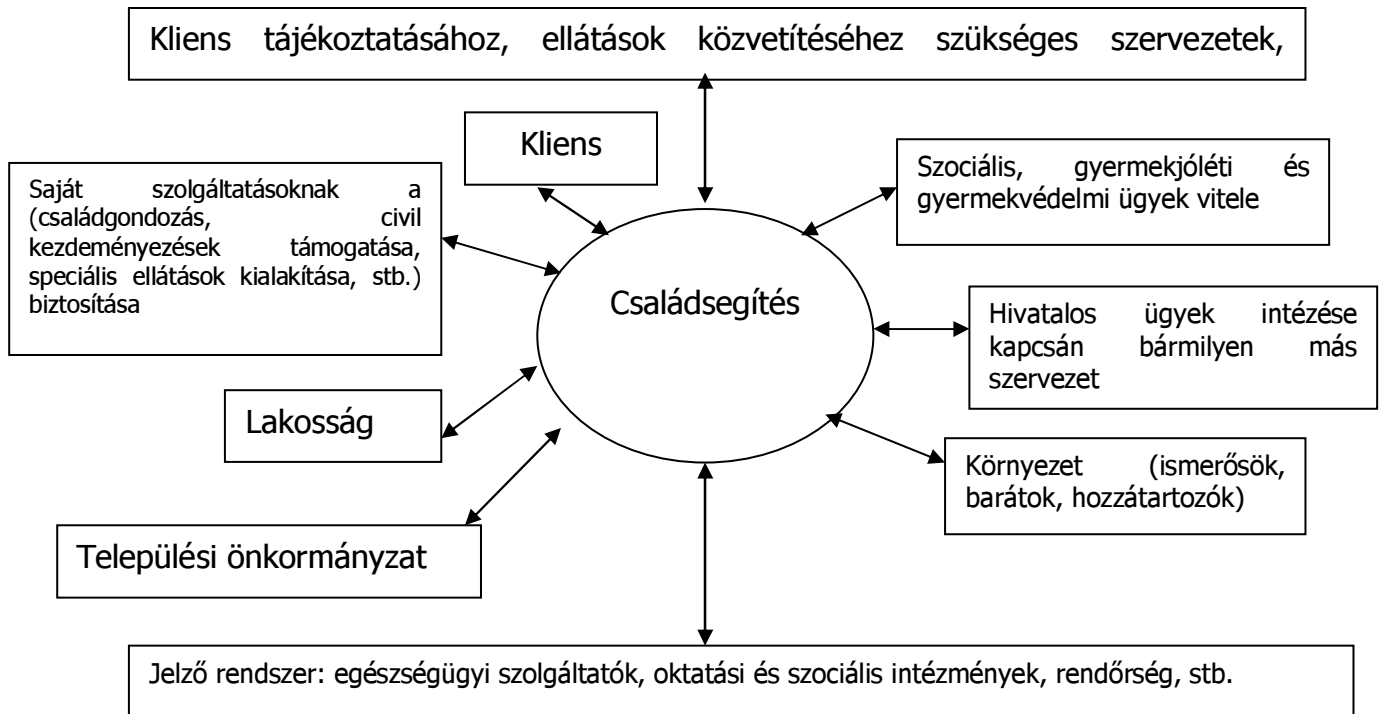 Kliens tájékoztatásához, ellátások közvetítéséhez szükséges szervezetek,
Kliens
Saját szolgáltatásoknak a
(családgondozás, civil
kezdeményezések támogatása,
speciális ellátások kialakítása, stb.)
biztosítása
Szociális, gyermekjóléti és
gyermekvédelmi ügyek vitele
Családsegítés
Hivatalos ügyek intézése
kapcsán bármilyen más
szervezet
Lakosság
Környezet (ismerősök,
barátok, hozzátartozók)
Települési önkormányzat
Jelző rendszer: egészségügyi szolgáltatók, oktatási és szociális intézmények, rendőrség, stb.